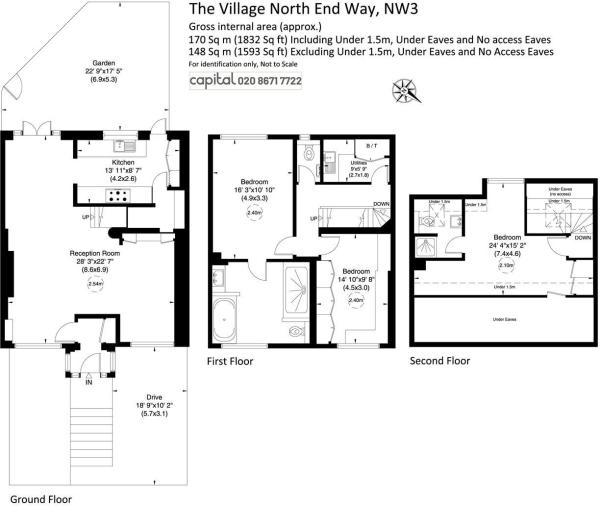 The Village North End Way, NW3
Gross internal area (approx.)
170 Sq m (1832 Sq ft) Including Under 1.5m, Under Eaves and No access Eaves
148 Sq m (1593 Sq ft) Excluding Under 1.5m, Under Eaves and No Access Eaves
For identification only, Not to Scale
capital 020 8671 7722
Garden
22' 9"x17' 5"
(6.9x5.3)
Kitchen
13' 11"x8' 7"
(4.2x2.6)
UP
Reception Room
28' 3"x22' 7"
(8.6x6.9)
2.54m
IN
Drive
18' 9"x10' 2"
(5.7x3.1)
Ground Floor
Bedroom
16' 3"x10' 10"
(4.9x3.3)
2.40m
B / T
Utilities
9'x5' 9"
(2.7x1.8)
UP
DOWN
Bedroom
14' 10"x9' 8"
(4.5x3.0)
2.40m
First Floor
Under 1.5m
Under 1.5m
Under Eaves
(no access)
Under 1.5m
Bedroom
24' 4"x15' 2"
(7.4x4.6)
2.10m
DOWN
Under 1.5m
Under Eaves
Second Floor